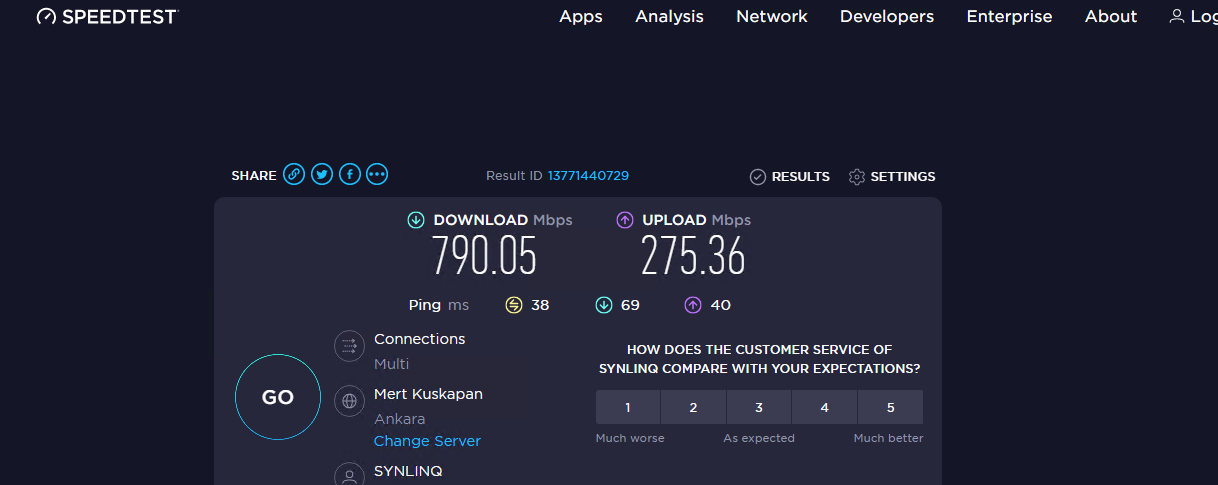 SPEEDTEST
Apps Analysis Network Developers Enterprise About Log
SHARE Result ID 13771440729 RESULTS SETTINGS
DOWNLOAD Mbps UPLOAD Mbps
790.05 275.36
Ping ms 38 69 40
Connections
Multi
GO
Mert Kuskapan
Ankara
Change Server
SYNLINQ
HOW DOES THE CUSTOMER SERVICE OF
SYNLINQ COMPARE WITH YOUR EXPECTATIONS?
1 2 3 4 5
Much worse As expected Much better